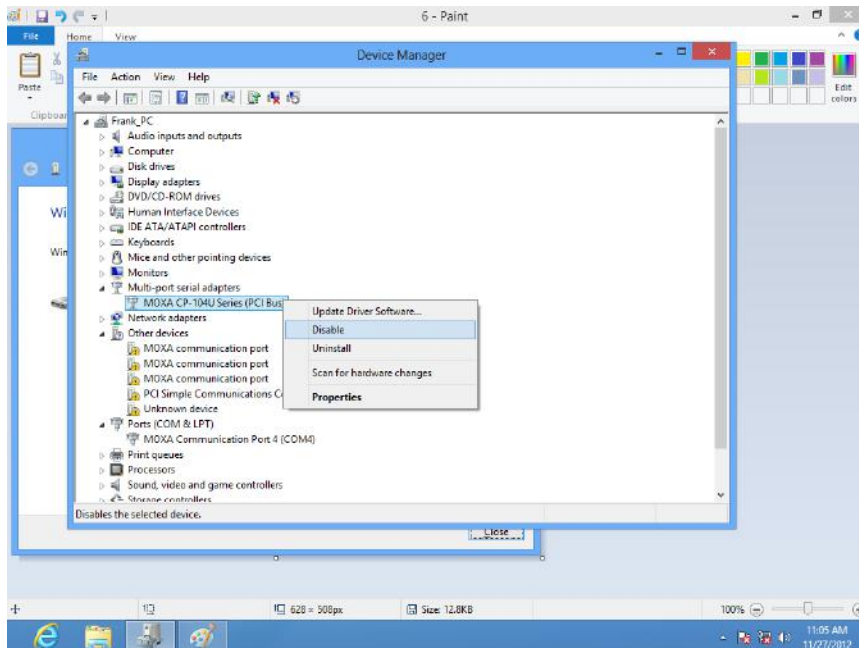 6 - Paint
File Home View
Paste
Edit
colors
Device Manager
File Action View Help
Frank_PC
Audio inputs and outputs
Computer
Disk drives
Display adapters
DVD/CD-ROM drives
Human Interface Devices
IDE ATA/ATAPI controllers
Keyboards
Mice and other pointing devices
Monitors
Multi-port serial adapters
MOXA CP-104U Series (PCI Bus
Network adapters
Other devices
MOXA communication port
MOXA communication port
MOXA communication port
PCI Simple Communications C
Unknown device
Ports (COM & LPT)
MOXA Communication Port 4 (COM4)
Print queues
Processors
Sound, video and game controllers
Storage controllers
Update Driver Software...
Disable
Uninstall
Scan for hardware changes
Properties
Disables the selected device.
Close
628 × 508px
Size: 12.8KB
100%
11:05 AM
11/27/2012